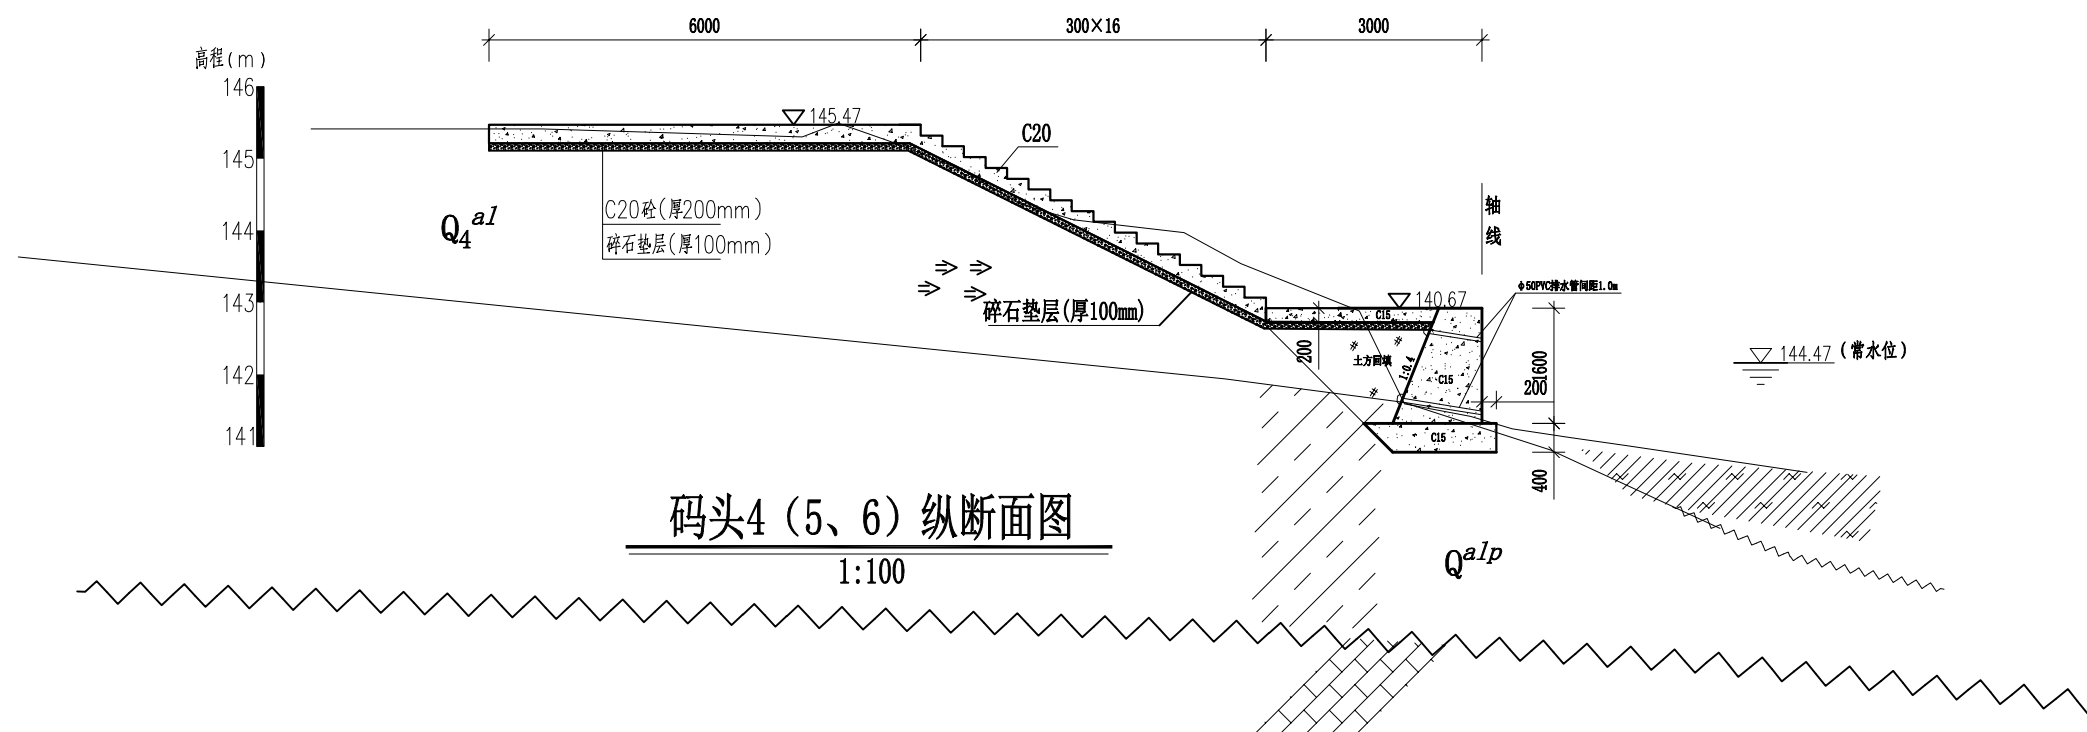 6000
300×16
3000
高程(m)
146
145
144
143
142
141
145.47
C20
C20砼(厚200mm)
碎石垫层(厚100mm)
Q₄ᵃˡ
碎石垫层(厚100mm)
轴线
φ50PVC排水管间距1.0m
140.67
C15
200
土方回填
1:0.4
C15
1600
200
C15
400
144.47(常水位)
码头4(5、6)纵断面图
1:100
Qᵃˡᵖ